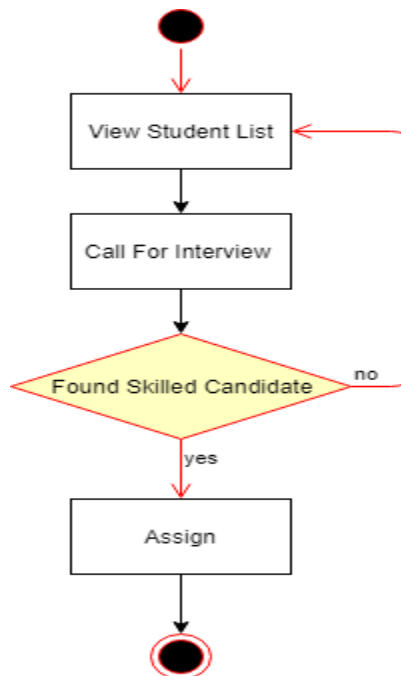 View Student List
Call For Interview
Found Skilled Candidate
no
yes
Assign